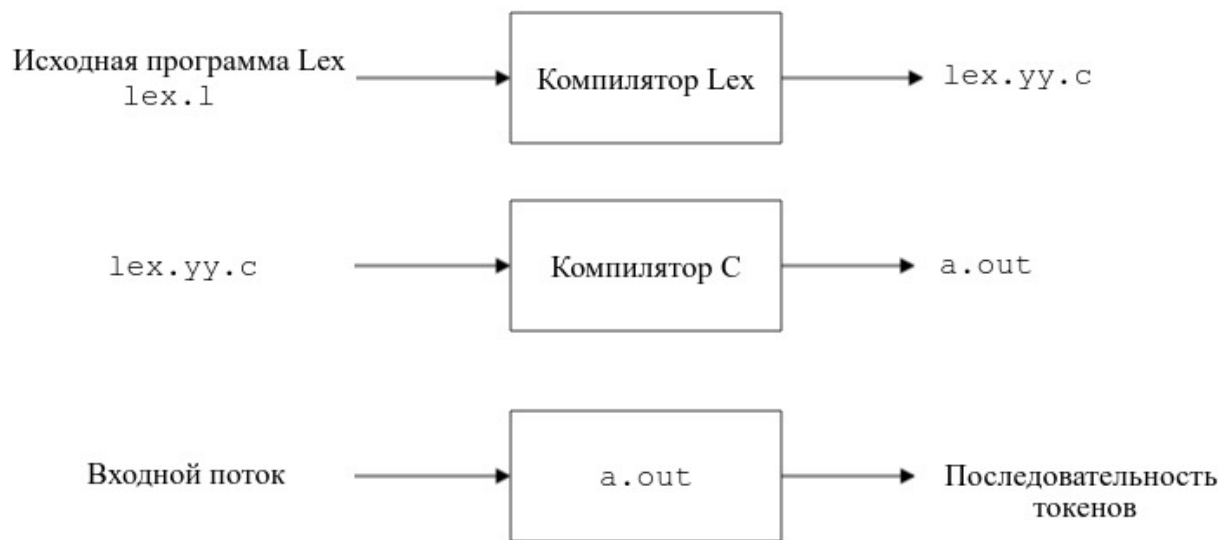 Исходная программа Lex
lex.l
Компилятор Lex
lex.yy.c
lex.yy.c
Компилятор C
a.out
Входной поток
a.out
Последовательность
токенов